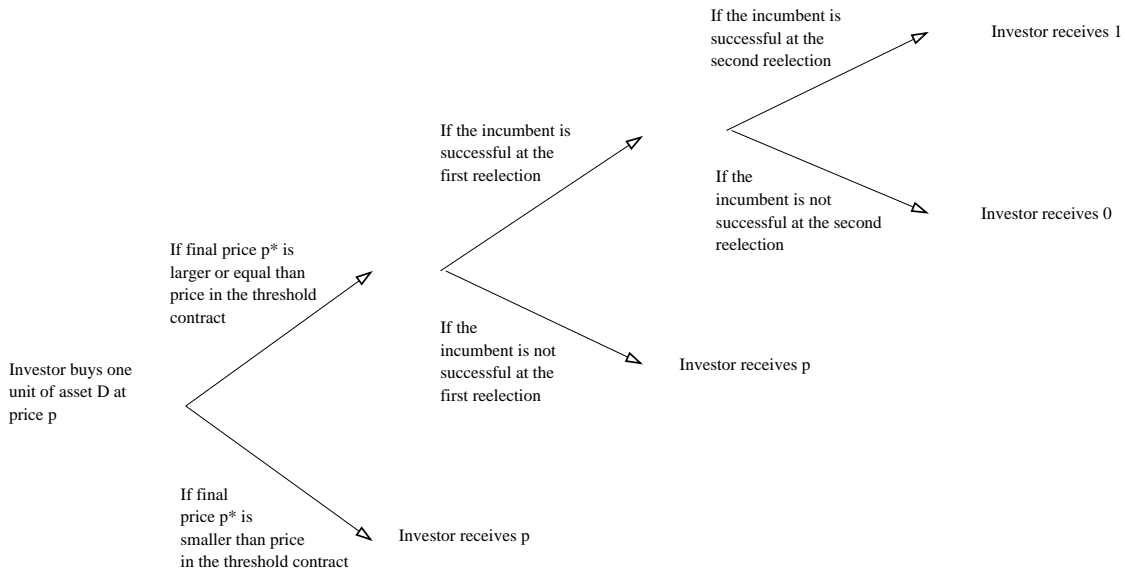 If the incumbent is
successful at the
second reelection
Investor receives 1
If the incumbent is
successful at the
first reelection
If the
incumbent is not
successful at the second
reelection
Investor receives 0
If final price p* is
larger or equal than
price in the threshold
contract
If the
incumbent is not
successful at the
first reelection
Investor receives p
Investor buys one
unit of asset D at
price p
If final
price p* is
smaller than price
in the threshold contract
Investor receives p